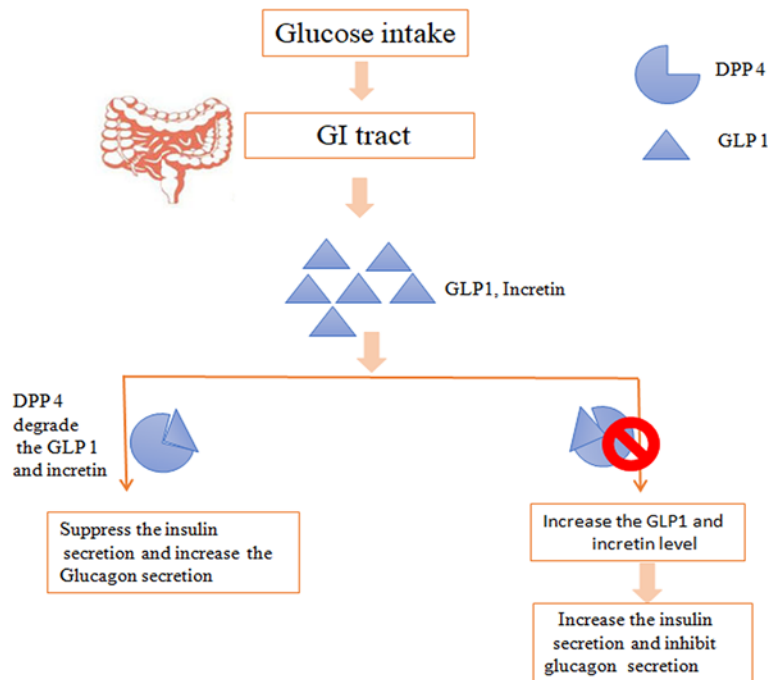 Glucose intake
DPP 4
GI tract
GLP 1
GLP1, Incretin
DPP 4
degrade
the GLP 1
and incretin
Suppress the insulin
secretion and increase the
Glucagon secretion
Increase the GLP1 and
incretin level
Increase the insulin
secretion and inhibit
glucagon secretion